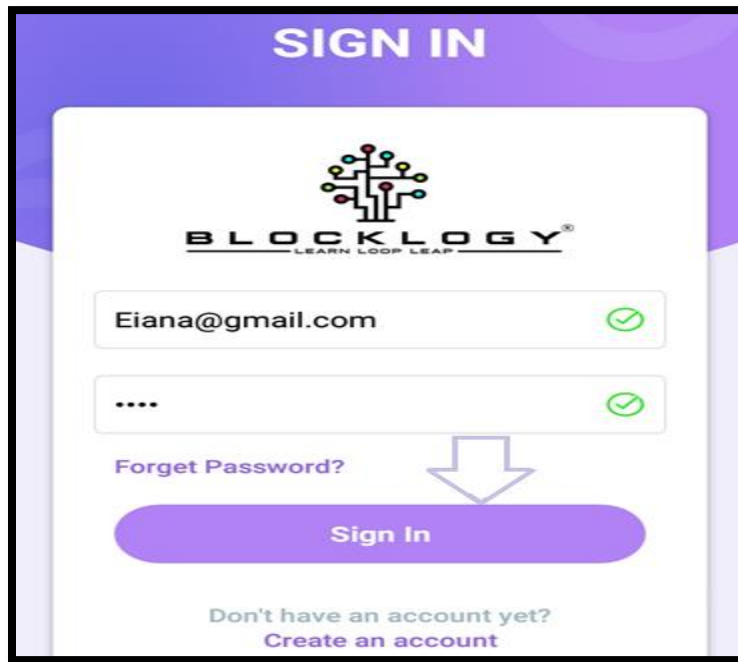 SIGN IN
BLOCKLOGY®
LEARN LOOP LEAP
Eiana@gmail.com
••••
Forget Password?
Sign In
Don't have an account yet?
Create an account